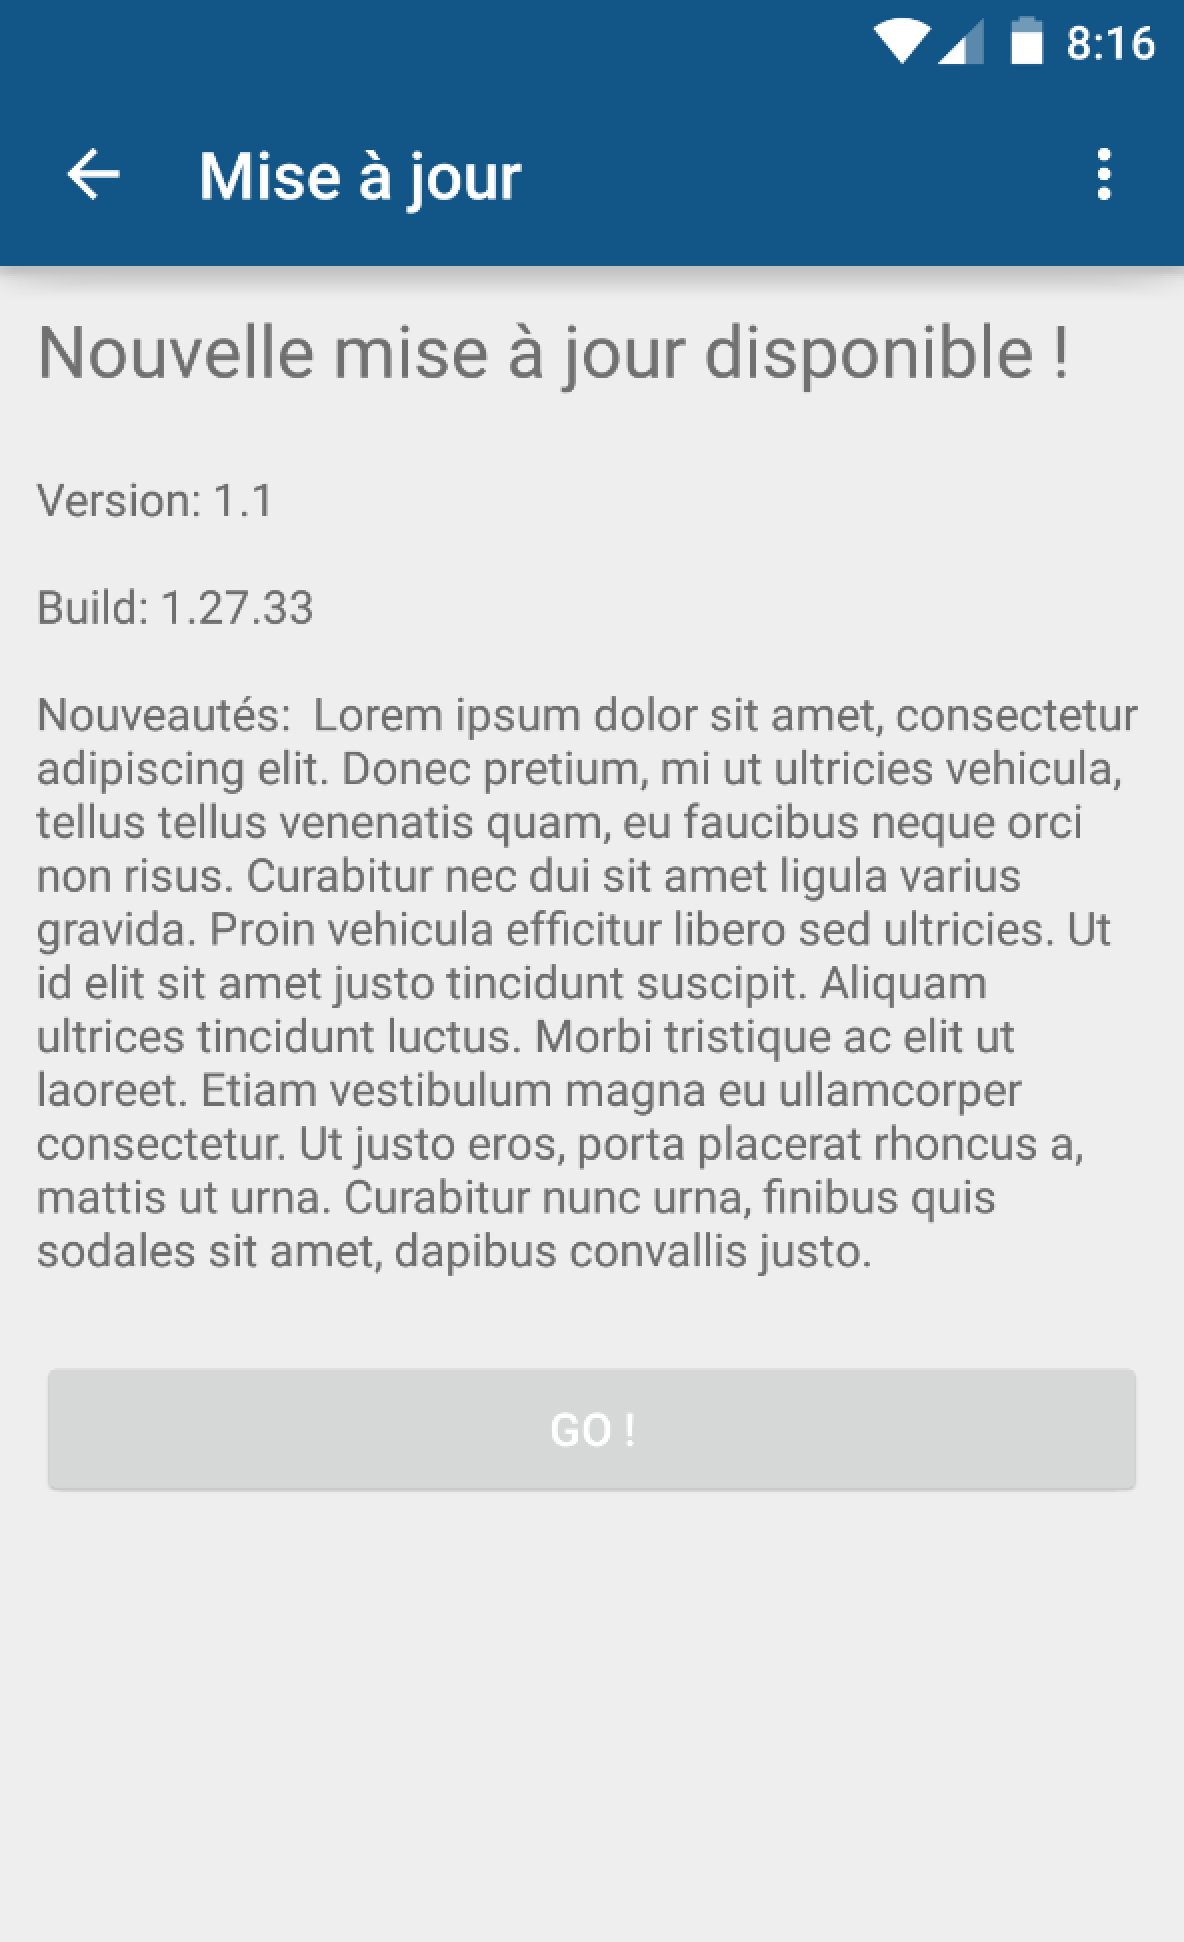 8:16
Mise à jour
Nouvelle mise à jour disponible !
Version: 1.1
Build: 1.27.33
Nouveautés:  Lorem ipsum dolor sit amet, consectetur
adipiscing elit. Donec pretium, mi ut ultricies vehicula,
tellus tellus venenatis quam, eu faucibus neque orci
non risus. Curabitur nec dui sit amet ligula varius
gravida. Proin vehicula efficitur libero sed ultricies. Ut
id elit sit amet justo tincidunt suscipit. Aliquam
ultrices tincidunt luctus. Morbi tristique ac elit ut
laoreet. Etiam vestibulum magna eu ullamcorper
consectetur. Ut justo eros, porta placerat rhoncus a,
mattis ut urna. Curabitur nunc urna, finibus quis
sodales sit amet, dapibus convallis justo.
GO !